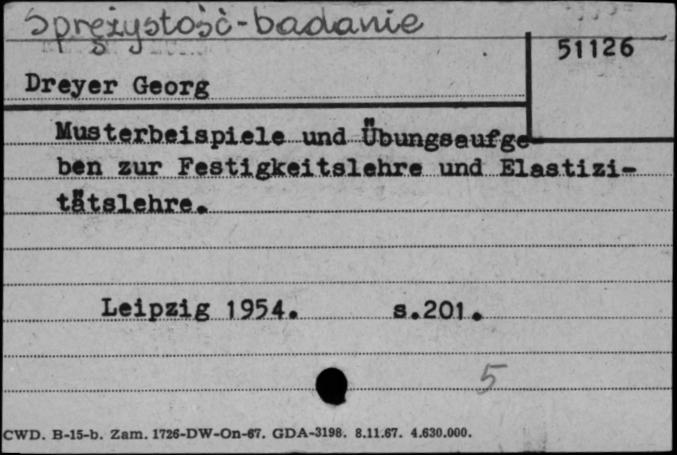 Sprężystość-badanie
51126
Dreyer Georg
Musterbeispiele und Übungsaufge-
ben zur Festigkeitslehre und Elastizi-
tätslehre.
Leipzig 1954. s.201.
5
CWD. B-15-b. Zam. 1726-DW-On-67. GDA-3198. 8.11.67. 4.630.000.